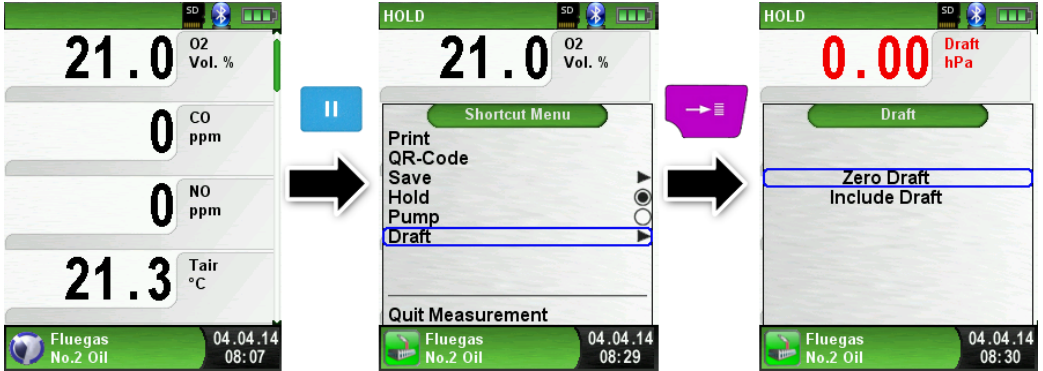 SD
21.0 O2
Vol. %
0 CO
ppm
0 NO
ppm
21.3 Tair
°C
Fluegas 04.04.14
No.2 Oil 08:07
HOLD SD
21.0 O2
Vol. %
Shortcut Menu
Print
QR-Code
Save
Hold
Pump
Draft
Quit Measurement
Fluegas 04.04.14
No.2 Oil 08:29
HOLD SD
0.00 Draft
hPa
Draft
Zero Draft
Include Draft
Fluegas 04.04.14
No.2 Oil 08:30